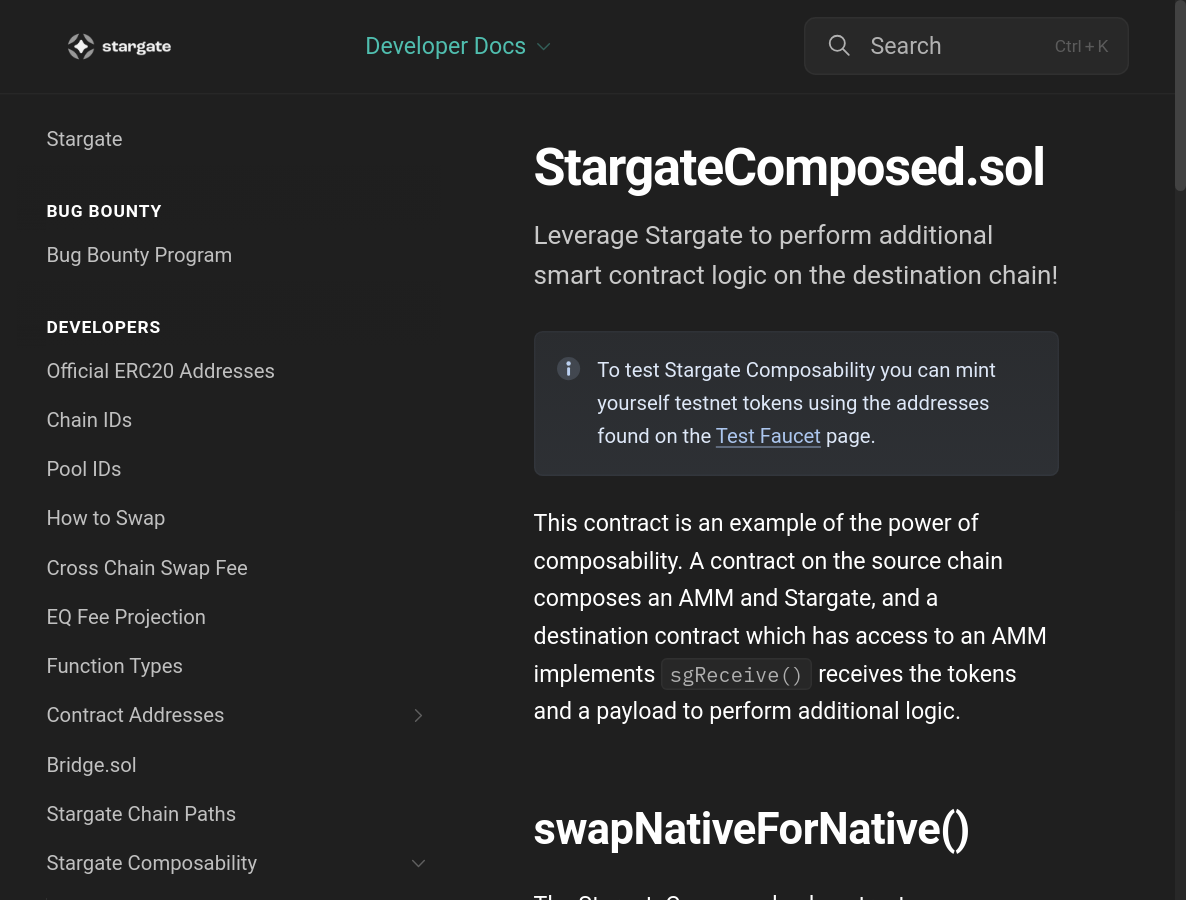 stargate
Developer Docs
Search
Ctrl + K
Stargate
BUG BOUNTY
Bug Bounty Program
DEVELOPERS
Official ERC20 Addresses
Chain IDs
Pool IDs
How to Swap
Cross Chain Swap Fee
EQ Fee Projection
Function Types
Contract Addresses
Bridge.sol
Stargate Chain Paths
Stargate Composability
StargateComposed.sol
Leverage Stargate to perform additional
smart contract logic on the destination chain!
To test Stargate Composability you can mint
yourself testnet tokens using the addresses
found on the Test Faucet page.
This contract is an example of the power of
composability. A contract on the source chain
composes an AMM and Stargate, and a
destination contract which has access to an AMM
implements sgReceive() receives the tokens
and a payload to perform additional logic.
swapNativeForNative()